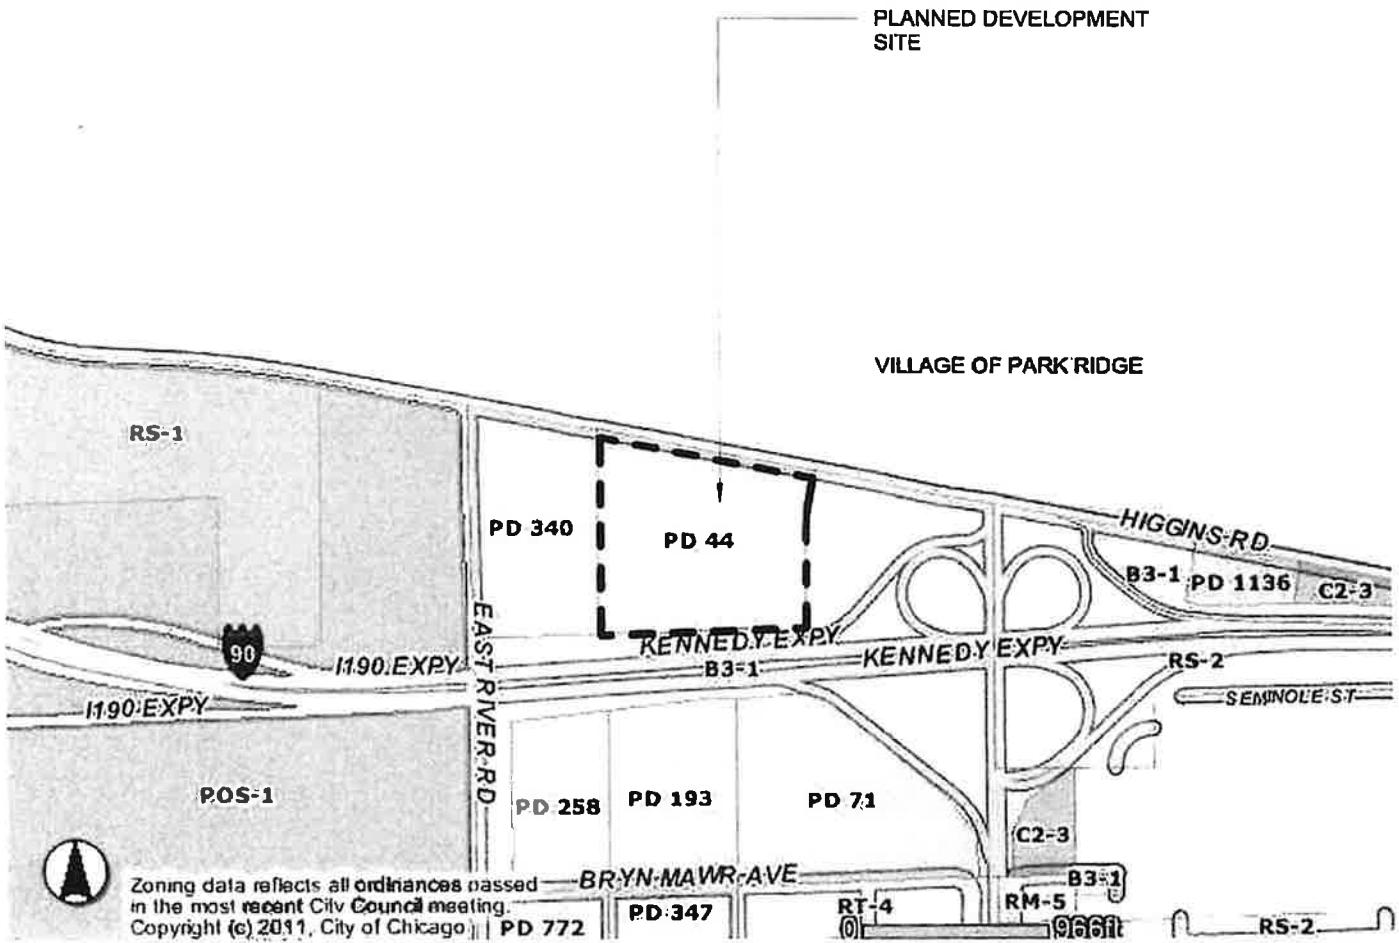 PLANNED DEVELOPMENT
SITE
VILLAGE OF PARK RIDGE
RS-1
PD 340
PD 44
HIGGINS RD
B3-1
PD 1136
C2-3
EAST RIVER RD
90
I190 EXPY
KENNEDY EXPY
B3-1
KENNEDY EXPY
RS-2
I190 EXPY
SEMINOLE ST
POS-1
PD 258
PD 193
PD 71
C2-3
Zoning data reflects all ordinances passed
in the most recent City Council meeting.
Copyright (c) 2011, City of Chicago
BRYN MAWR AVE
B3-1
PD 772
PD 347
RT-4
RM-5
0
966ft
RS-2